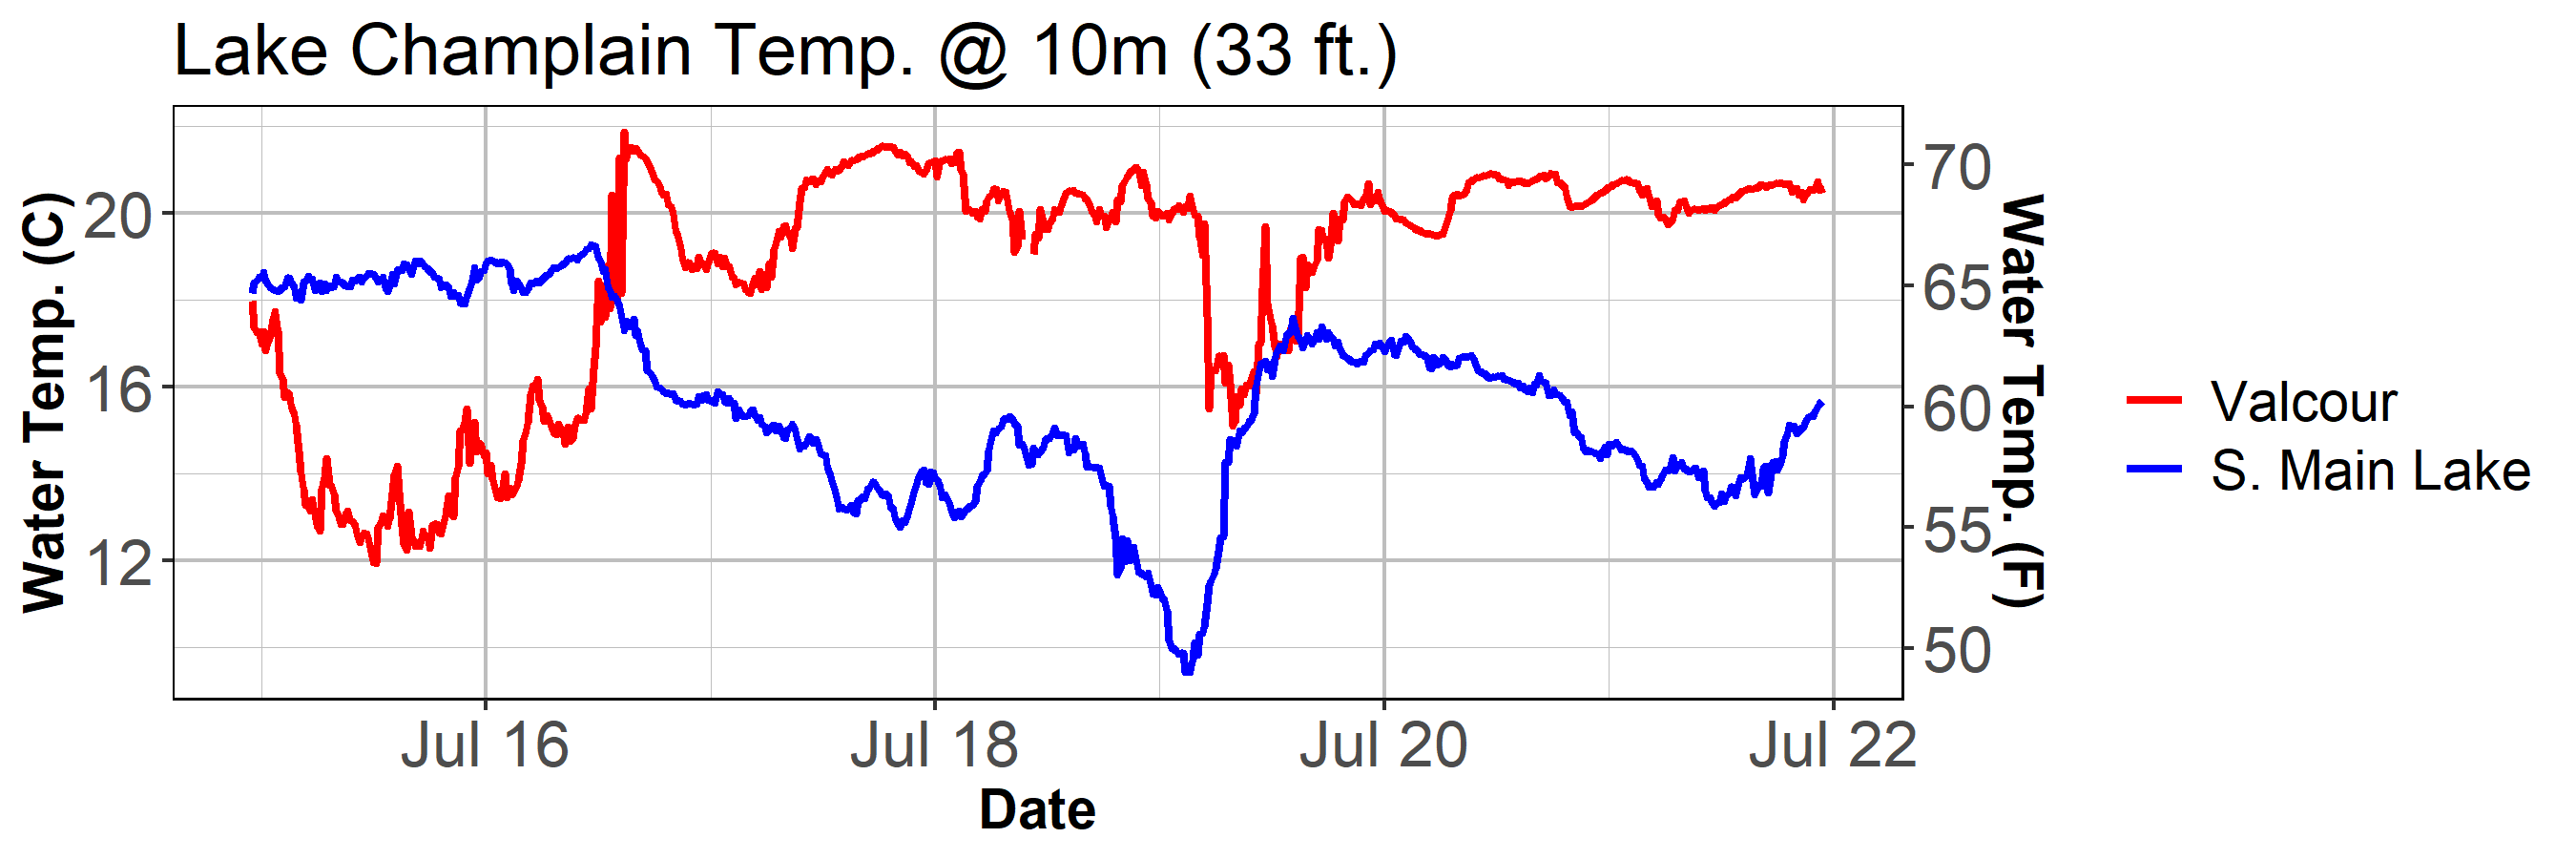 Lake Champlain Temp. @ 10m (33 ft.)
Water Temp. (C)
20
16
12
70
65
60
55
50
Water Temp. (F)
Jul 16
Jul 18
Jul 20
Jul 22
Date
Valcour
S. Main Lake